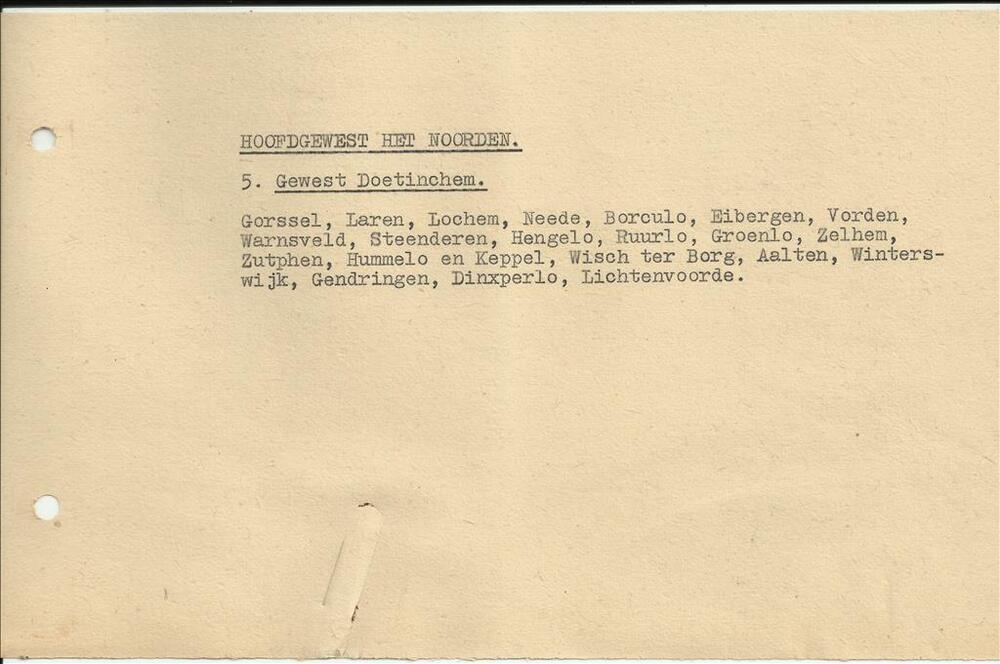 HOOFDGEWEST HET NOORDEN.
5. Gewest Doetinchem.
Gorssel, Laren, Lochem, Neede, Borculo, Eibergen, Vorden,
Warnsveld, Steenderen, Hengelo, Ruurlo, Groenlo, Zelhem,
Zutphen, Hummelo en Keppel, Wisch ter Borg, Aalten, Winters-
wijk, Gendringen, Dinxperlo, Lichtenvoorde.